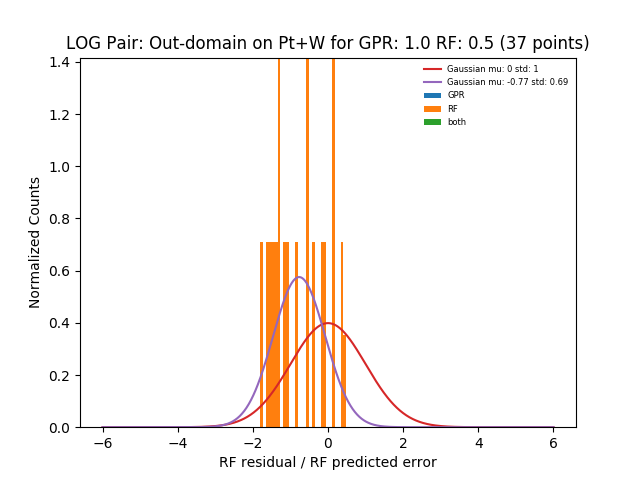 LOG Pair: Out-domain on Pt+W for GPR: 1.0 RF: 0.5 (37 points)
Gaussian mu: 0 std: 1
Gaussian mu: -0.77 std: 0.69
GPR
RF
both
Normalized Counts
1.4
1.2
1.0
0.8
0.6
0.4
0.2
0.0
−6 −4 −2 0 2 4 6
RF residual / RF predicted error